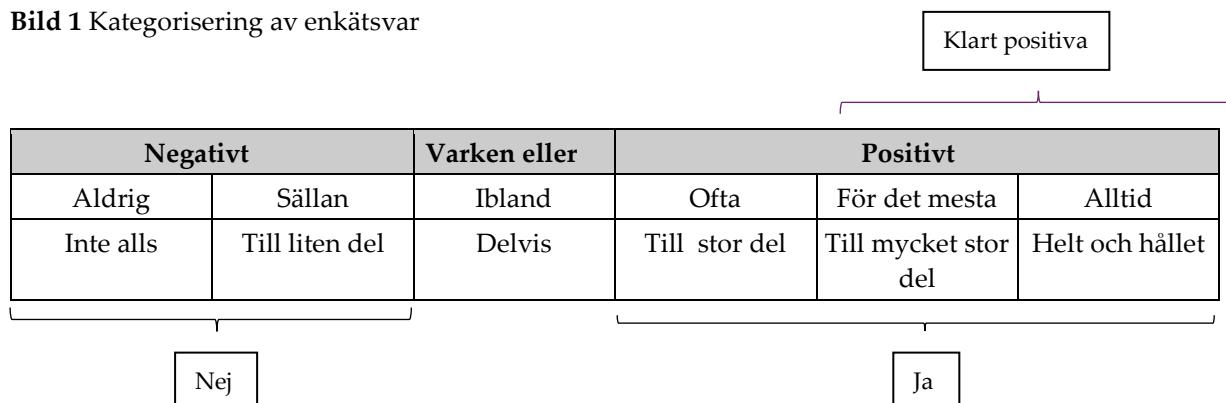 Bild 1 Kategorisering av enkätsvar
Klart positiva
Negativt Varken eller Positivt
Aldrig Sällan Ibland Ofta För det mesta Alltid
Inte alls Till liten del Delvis Till stor del Till mycket stor Helt och hållet
del
Nej Ja